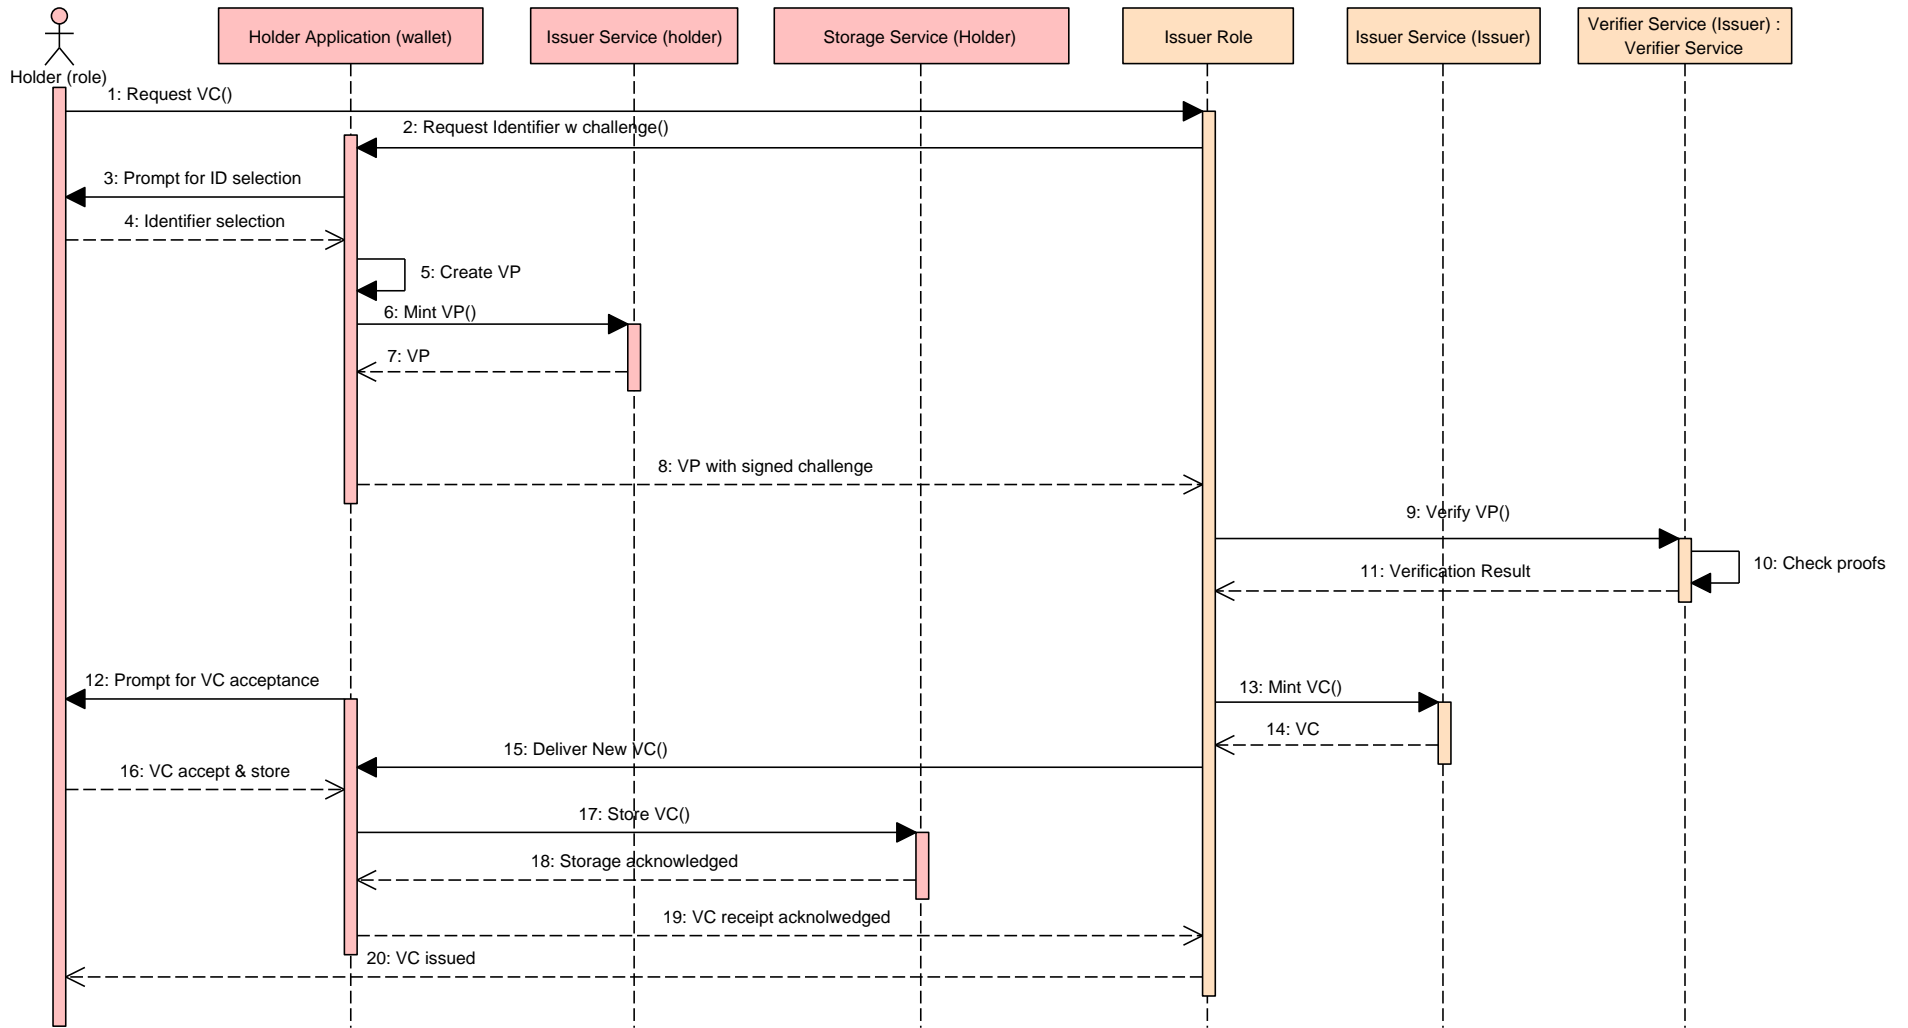 Holder (role)
Holder Application (wallet)
Issuer Service (holder)
Storage Service (Holder)
Issuer Role
Issuer Service (Issuer)
Verifier Service (Issuer) :
Verifier Service
1: Request VC()
2: Request Identifier w challenge()
3: Prompt for ID selection
4: Identifier selection
5: Create VP
6: Mint VP()
7: VP
8: VP with signed challenge
9: Verify VP()
10: Check proofs
11: Verification Result
12: Prompt for VC acceptance
13: Mint VC()
14: VC
15: Deliver New VC()
16: VC accept & store
17: Store VC()
18: Storage acknowledged
19: VC receipt acknolwedged
20: VC issued